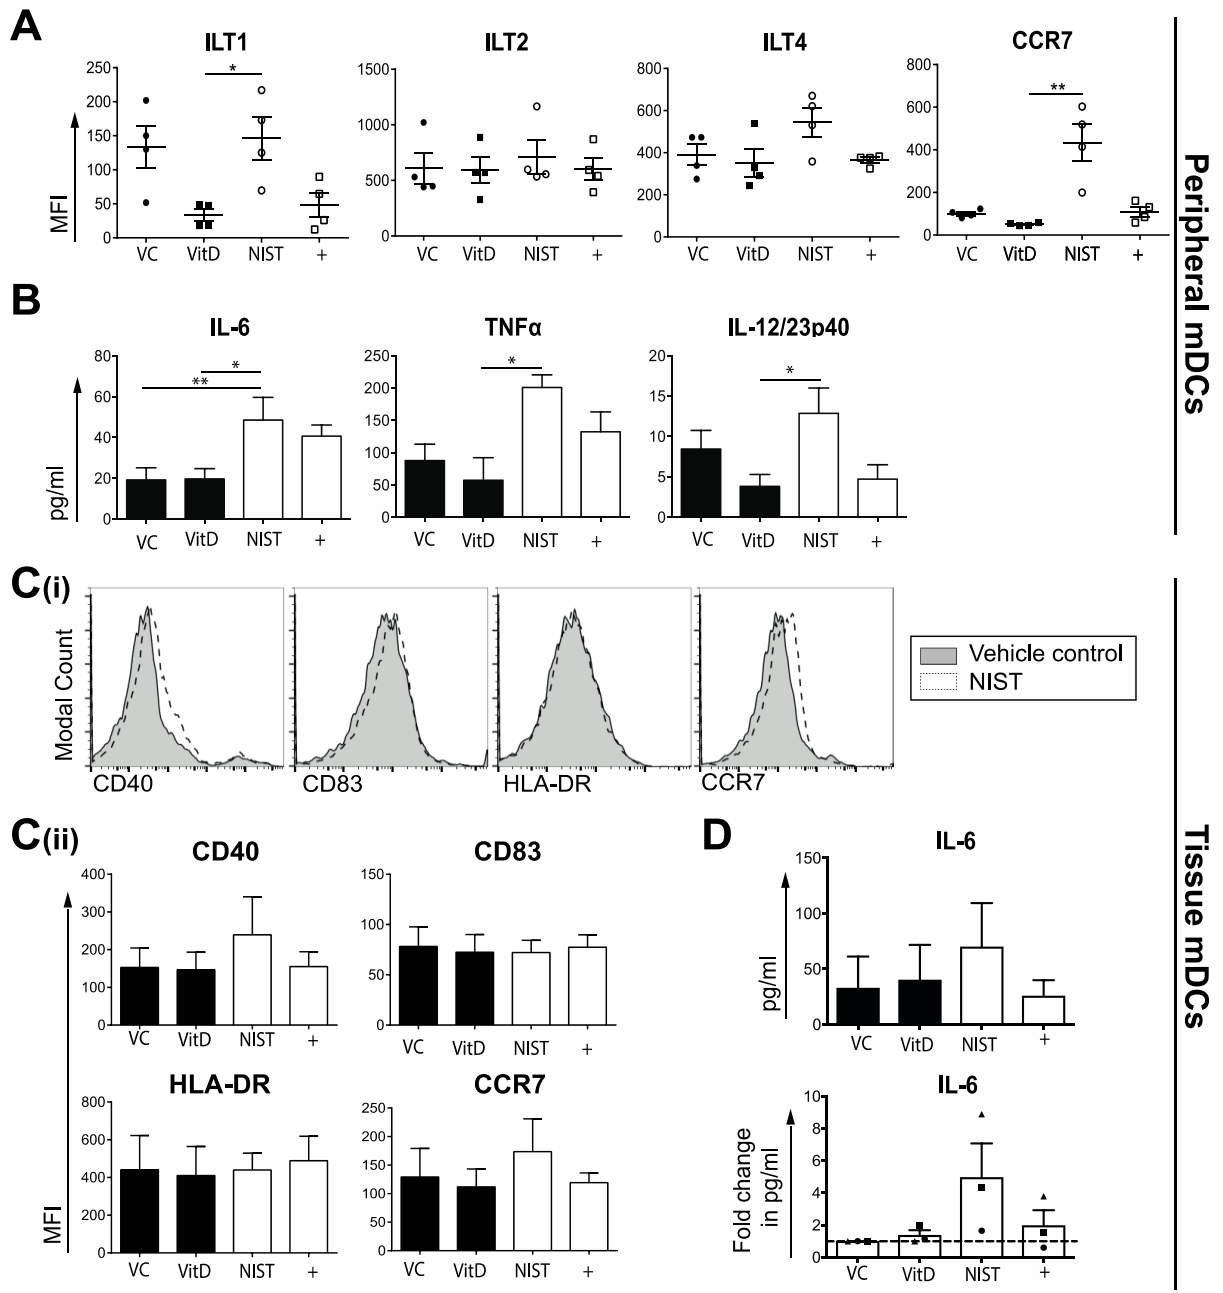 A
ILT1
ILT2
ILT4
CCR7
250
200
150
100
50
0
MFI
*
VC
VitD
NIST
+
1500
1000
500
0
VC
VitD
NIST
+
800
600
400
200
0
VC
VitD
NIST
+
800
600
400
200
0
**
VC
VitD
NIST
+
Peripheral mDCs
B
IL-6
TNFα
IL-12/23p40
80
60
40
20
0
pg/ml
*
**
VC
VitD
NIST
+
250
200
150
100
50
0
*
VC
VitD
NIST
+
20
15
10
5
0
*
VC
VitD
NIST
+
C(i)
Modal Count
CD40
CD83
HLA-DR
CCR7
Vehicle control
NIST
Tissue mDCs
C(ii)
CD40
400
300
200
100
0
VC
VitD
NIST
+
CD83
150
100
50
0
VC
VitD
NIST
+
HLA-DR
800
600
400
200
0
MFI
VC
VitD
NIST
+
CCR7
250
200
150
100
50
0
VC
VitD
NIST
+
D
IL-6
150
100
50
0
pg/ml
VC
VitD
NIST
+
IL-6
10
8
6
4
2
0
Fold change
in pg/ml
VC
VitD
NIST
+